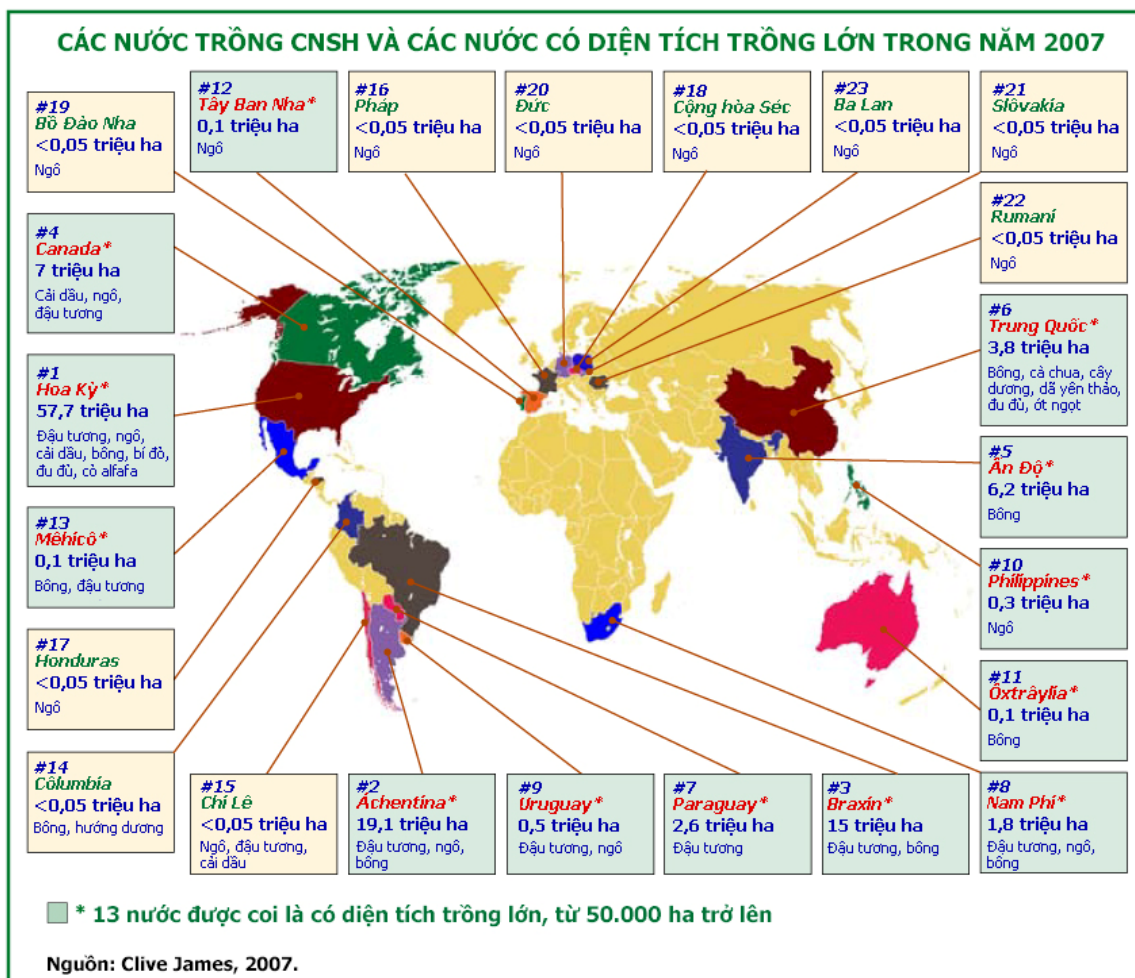 CÁC NƯỚC TRỒNG CNSH VÀ CÁC NƯỚC CÓ DIỆN TÍCH TRỒNG LỚN TRONG NĂM 2007
#19
Bồ Đào Nha
<0,05 triệu ha
Ngô
#12
Tây Ban Nha*
0,1 triệu ha
Ngô
#16
Pháp
<0,05 triệu ha
Ngô
#20
Đức
<0,05 triệu ha
Ngô
#18
Cộng hòa Séc
<0,05 triệu ha
Ngô
#23
Ba Lan
<0,05 triệu ha
Ngô
#21
Slôvakia
<0,05 triệu ha
Ngô
#22
Rumani
<0,05 triệu ha
Ngô
#4
Canada*
7 triệu ha
Cải dầu, ngô,
đậu tương
#6
Trung Quốc*
3,8 triệu ha
Bông, cà chua, cây
dương, dã yên thảo,
đu đủ, ớt ngọt
#1
Hoa Kỳ*
57,7 triệu ha
Đậu tương, ngô,
cải dầu, bông, bí đỏ,
đu đủ, cỏ alfafa
#5
Ấn Độ*
6,2 triệu ha
Bông
#13
Mêhicô*
0,1 triệu ha
Bông, đậu tương
#10
Philippines*
0,3 triệu ha
Ngô
#17
Honduras
<0,05 triệu ha
Ngô
#11
Ôxtrâylia*
0,1 triệu ha
Bông
#14
Côlumbia
<0,05 triệu ha
Bông, hướng dương
#15
Chi Lê
<0,05 triệu ha
Ngô, đậu tương,
cải dầu
#2
Áchentina*
19,1 triệu ha
Đậu tương, ngô,
bông
#9
Uruguay*
0,5 triệu ha
Đậu tương, ngô
#7
Paraguay*
2,6 triệu ha
Đậu tương
#3
Braxin*
15 triệu ha
Đậu tương, bông
#8
Nam Phi*
1,8 triệu ha
Đậu tương, ngô,
bông
* 13 nước được coi là có diện tích trồng lớn, từ 50.000 ha trở lên
Nguồn: Clive James, 2007.